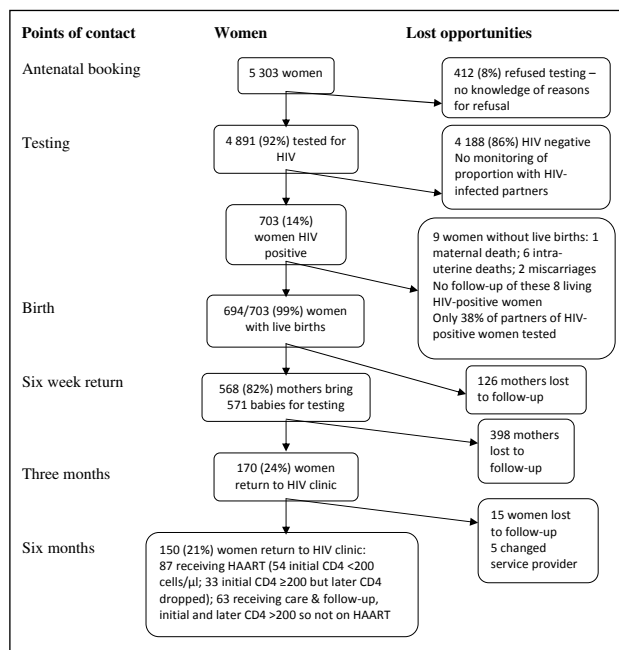 Points of contact
Women
Lost opportunities
Antenatal booking
5 303 women
412 (8%) refused testing –
no knowledge of reasons
for refusal
Testing
4 891 (92%) tested for
HIV
4 188 (86%) HIV negative
No monitoring of
proportion with HIV-
infected partners
703 (14%)
women HIV
positive
9 women without live births: 1
maternal death; 6 intra-
uterine deaths; 2 miscarriages
No follow-up of these 8 living
HIV-positive women
Only 38% of partners of HIV-
positive women tested
Birth
694/703 (99%) women
with live births
Six week return
568 (82%) mothers bring
571 babies for testing
126 mothers lost
to follow-up
398 mothers
lost to
follow-up
Three months
170 (24%) women
return to HIV clinic
15 women lost
to follow-up
5 changed
service provider
Six months
150 (21%) women return to HIV clinic:
87 receiving HAART (54 initial CD4 <200
cells/μl; 33 initial CD4 ≥200 but later CD4
dropped); 63 receiving care & follow-up,
initial and later CD4 >200 so not on HAART